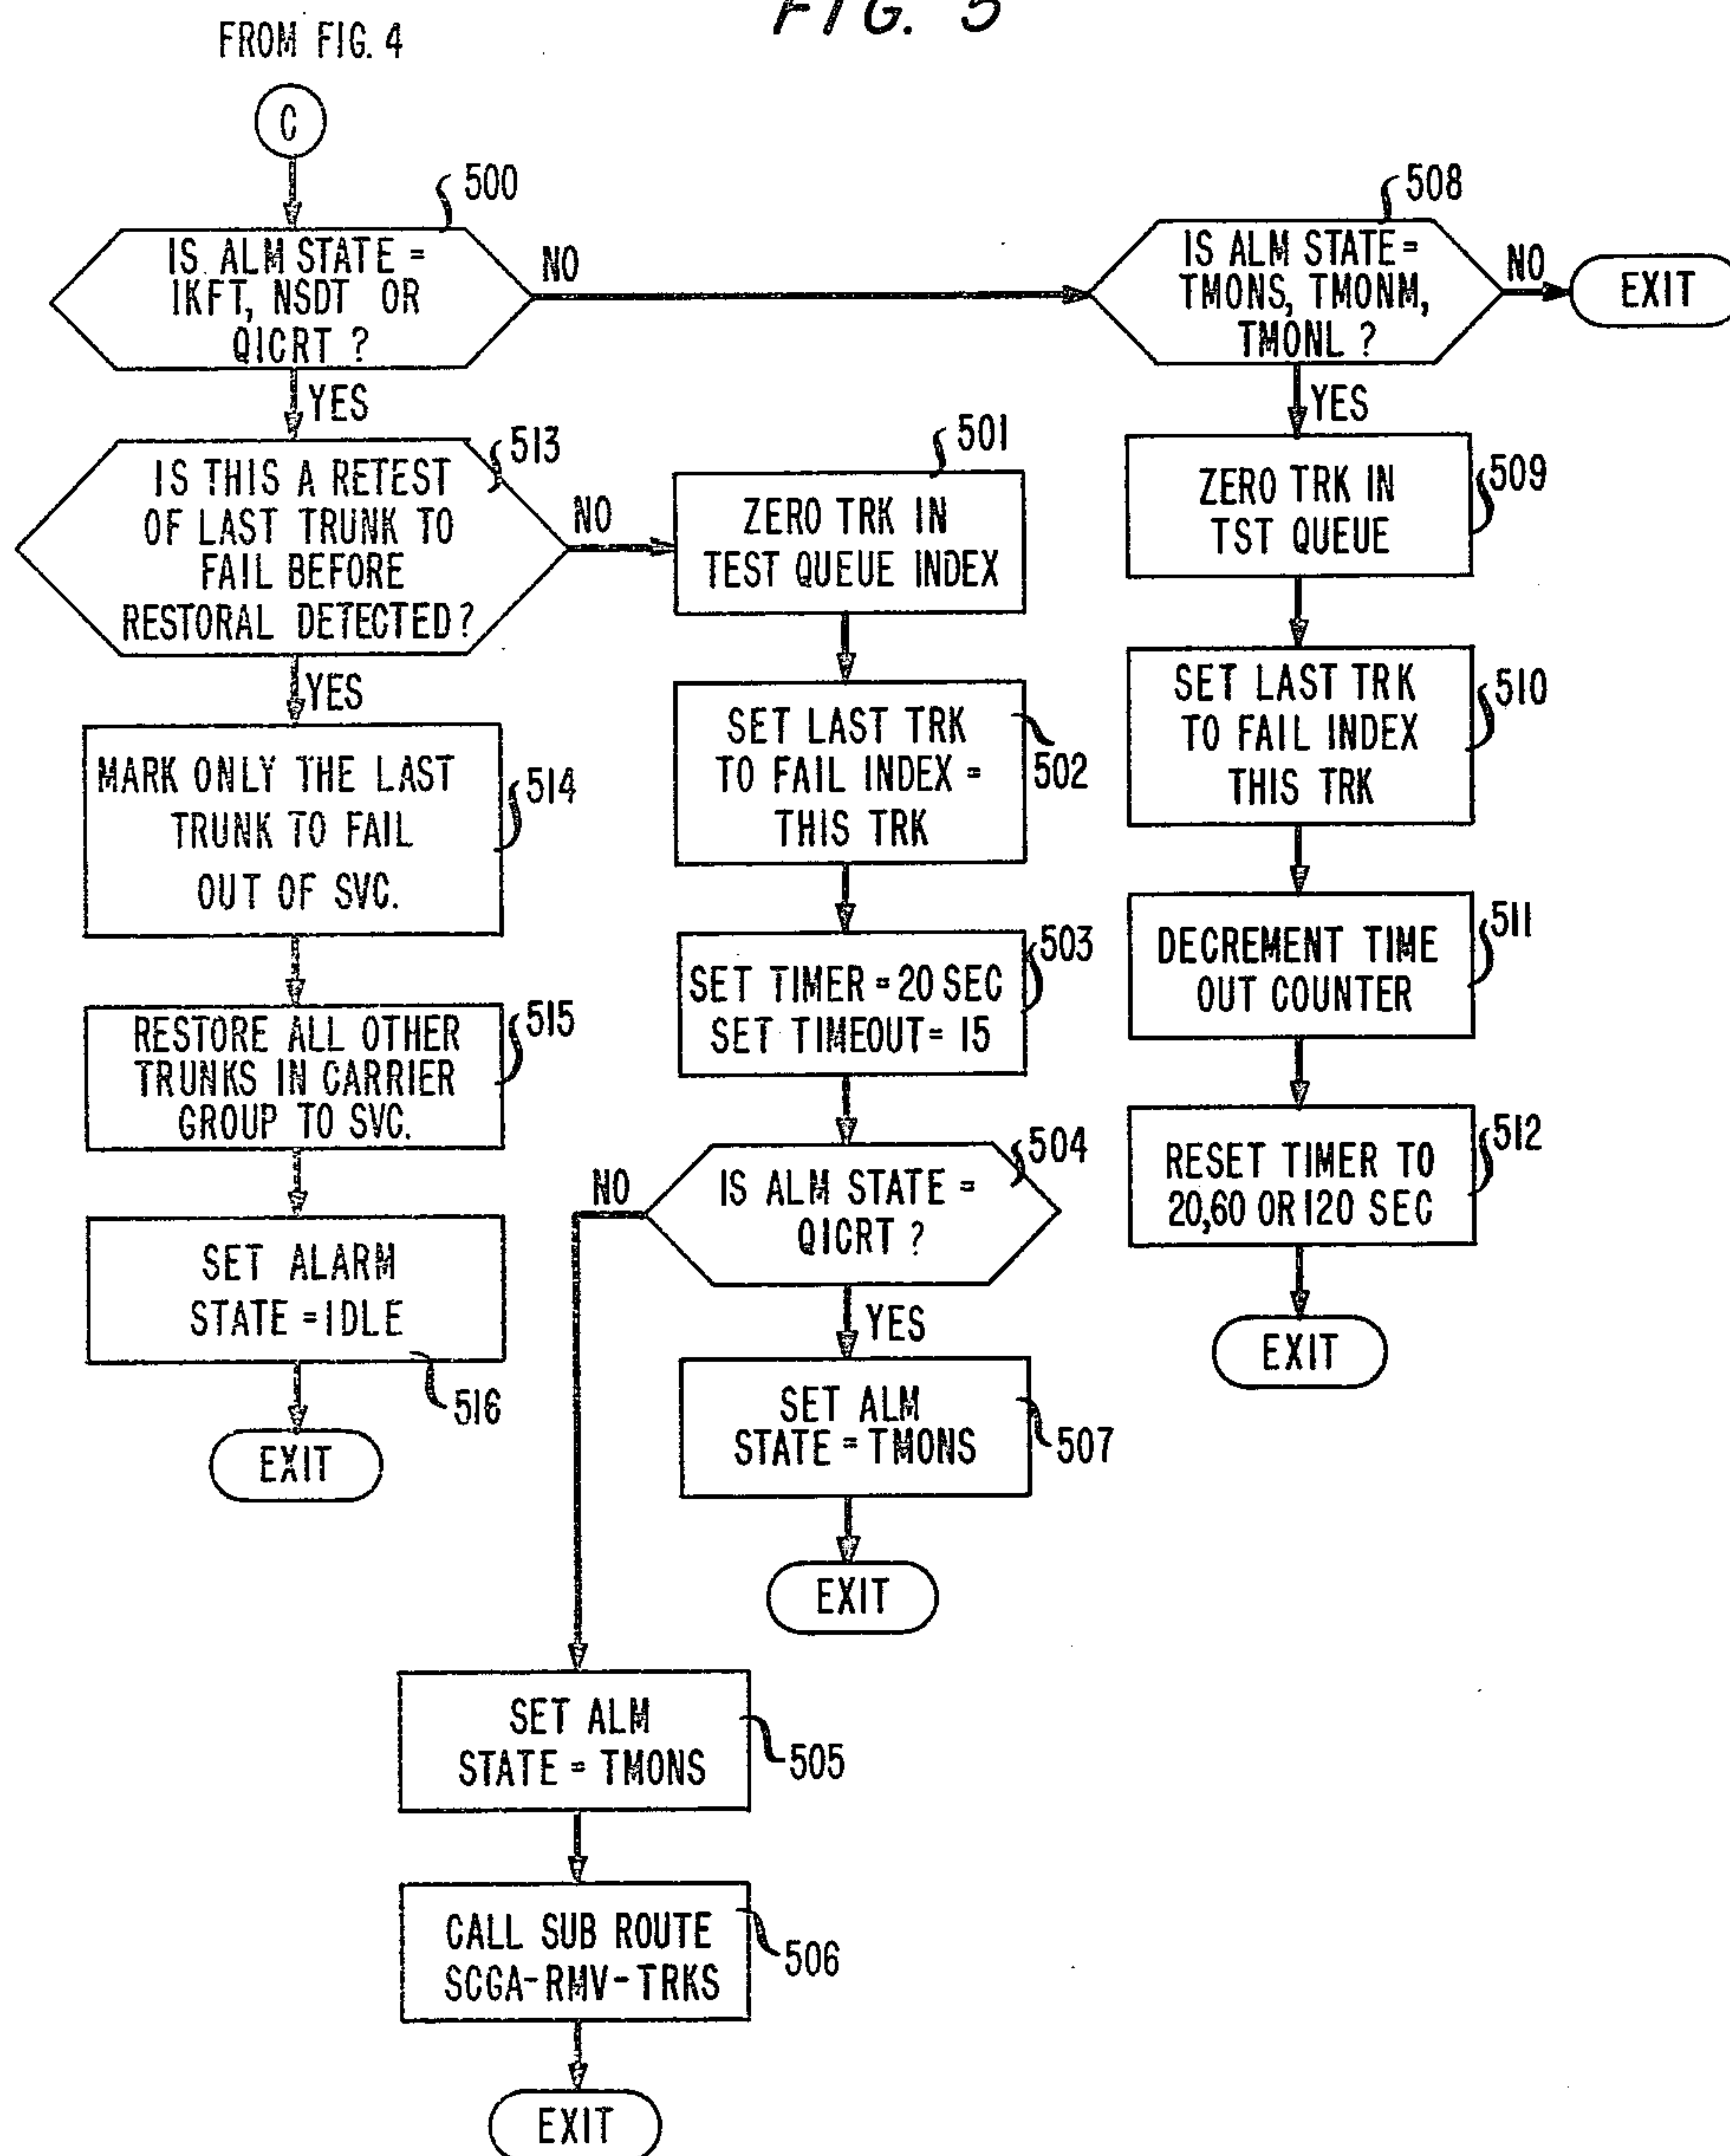 FIG. 5
FROM FIG. 4
C
500
IS ALM STATE =
IKFT, NSDT OR
QICRT ?
NO
YES
508
IS ALM STATE =
TMONS, TMONM,
TMONL ?
NO
EXIT
YES
513
IS THIS A RETEST
OF LAST TRUNK TO
FAIL BEFORE
RESTORAL DETECTED?
NO
YES
501
ZERO TRK IN
TEST QUEUE INDEX
509
ZERO TRK IN
TST QUEUE
514
MARK ONLY THE LAST
TRUNK TO FAIL
OUT OF SVC.
502
SET LAST TRK
TO FAIL INDEX =
THIS TRK
510
SET LAST TRK
TO FAIL INDEX
THIS TRK
515
RESTORE ALL OTHER
TRUNKS IN CARRIER
GROUP TO SVC.
503
SET TIMER = 20 SEC
SET TIMEOUT = 15
511
DECREMENT TIME
OUT COUNTER
516
SET ALARM
STATE = IDLE
EXIT
504
IS ALM STATE =
QICRT ?
NO
YES
512
RESET TIMER TO
20,60 OR 120 SEC
EXIT
507
SET ALM
STATE = TMONS
EXIT
505
SET ALM
STATE = TMONS
506
CALL SUB ROUTE
SCGA-RMV-TRKS
EXIT